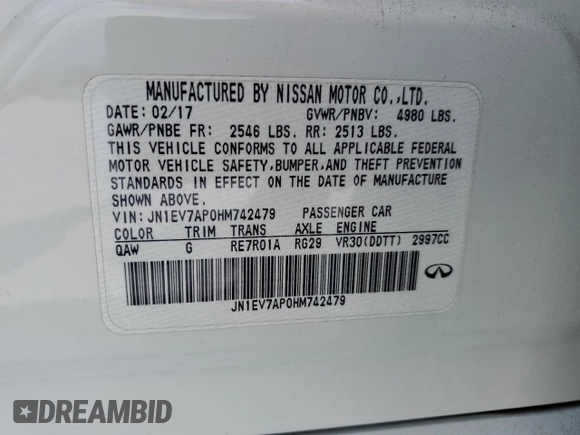 MANUFACTURED BY NISSAN MOTOR CO.,LTD.
DATE: 02/17 GVWR/PNBV: 4980 LBS.
GAWR/PNBE FR: 2546 LBS. RR: 2513 LBS.
THIS VEHICLE CONFORMS TO ALL APPLICABLE FEDERAL
MOTOR VEHICLE SAFETY,BUMPER,AND THEFT PREVENTION
STANDARDS IN EFFECT ON THE DATE OF MANUFACTURE
SHOWN ABOVE.
VIN: JN1EV7AP0HM742479 PASSENGER CAR
COLOR TRIM TRANS AXLE ENGINE
QAW G RE7R01A RG29 VR30(DDTT) 2997CC
JN1EV7AP0HM742479
DREAMBID